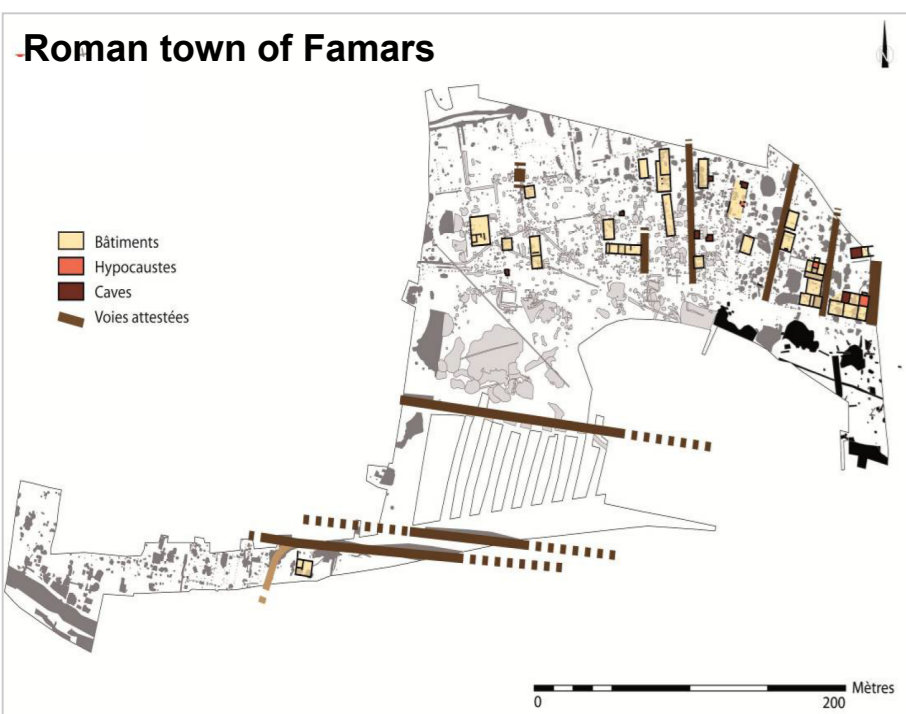 Roman town of Famars
N
Bâtiments
Hypocaustes
Caves
Voies attestées
Mètres
0 200